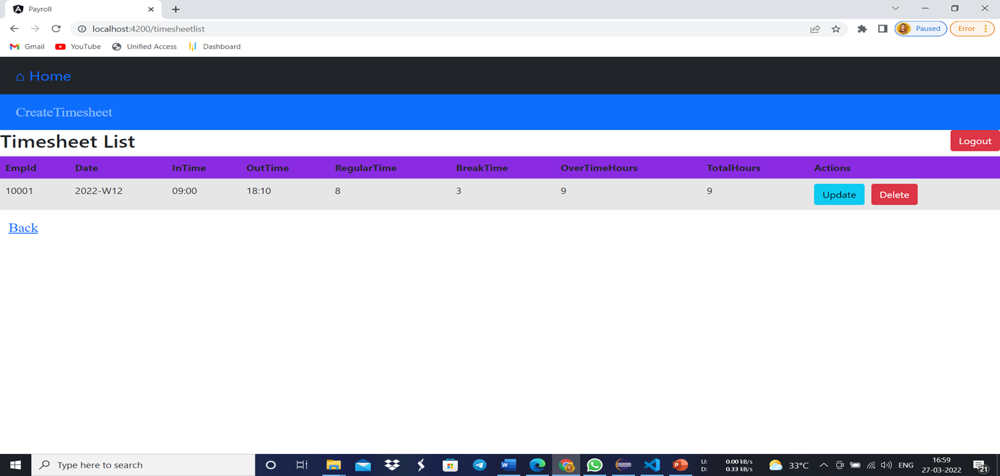 Payroll
localhost:4200/timesheetlist
Paused
Error
Gmail YouTube Unified Access Dashboard
Home
CreateTimesheet
Timesheet List
Logout
EmpId Date InTime OutTime RegularTime BreakTime OverTimeHours TotalHours Actions
10001 2022-W12 09:00 18:10 8 3 9 9 Update Delete
Back
Type here to search
U: 0.00 kB/s
D: 0.33 kB/s
33°C
ENG
16:59
27-03-2022
21